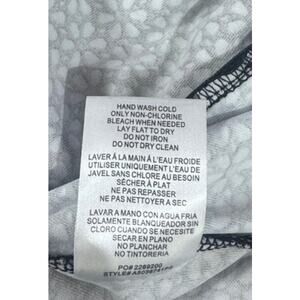 HAND WASH COLD
ONLY NON-CHLORINE
BLEACH WHEN NEEDED
LAY FLAT TO DRY
DO NOT IRON
DO NOT DRY CLEAN
LAVER À LA MAIN À L'EAU FROIDE
UTILISER UNIQUEMENT L'EAU DE
JAVEL SANS CHLORE AU BESOIN
SÉCHER À PLAT
NE PAS REPASSER
NE PAS NETTOYER A SEC
LAVAR A MANO CON AGUA FRIA
SOLAMENTE BLANQUEADOR SIN
CLORO CUANDO SE NECESITE
SECAR EN PLANO
NO PLANCHAR
NO TINTORERÍA
PO# 2269200
STYLE#